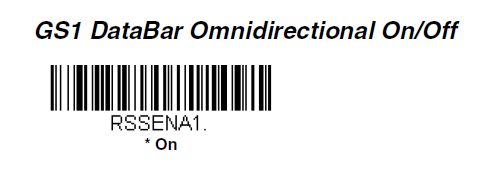 GS1 DataBar Omnidirectional On/Off
RSSENA1.
* On